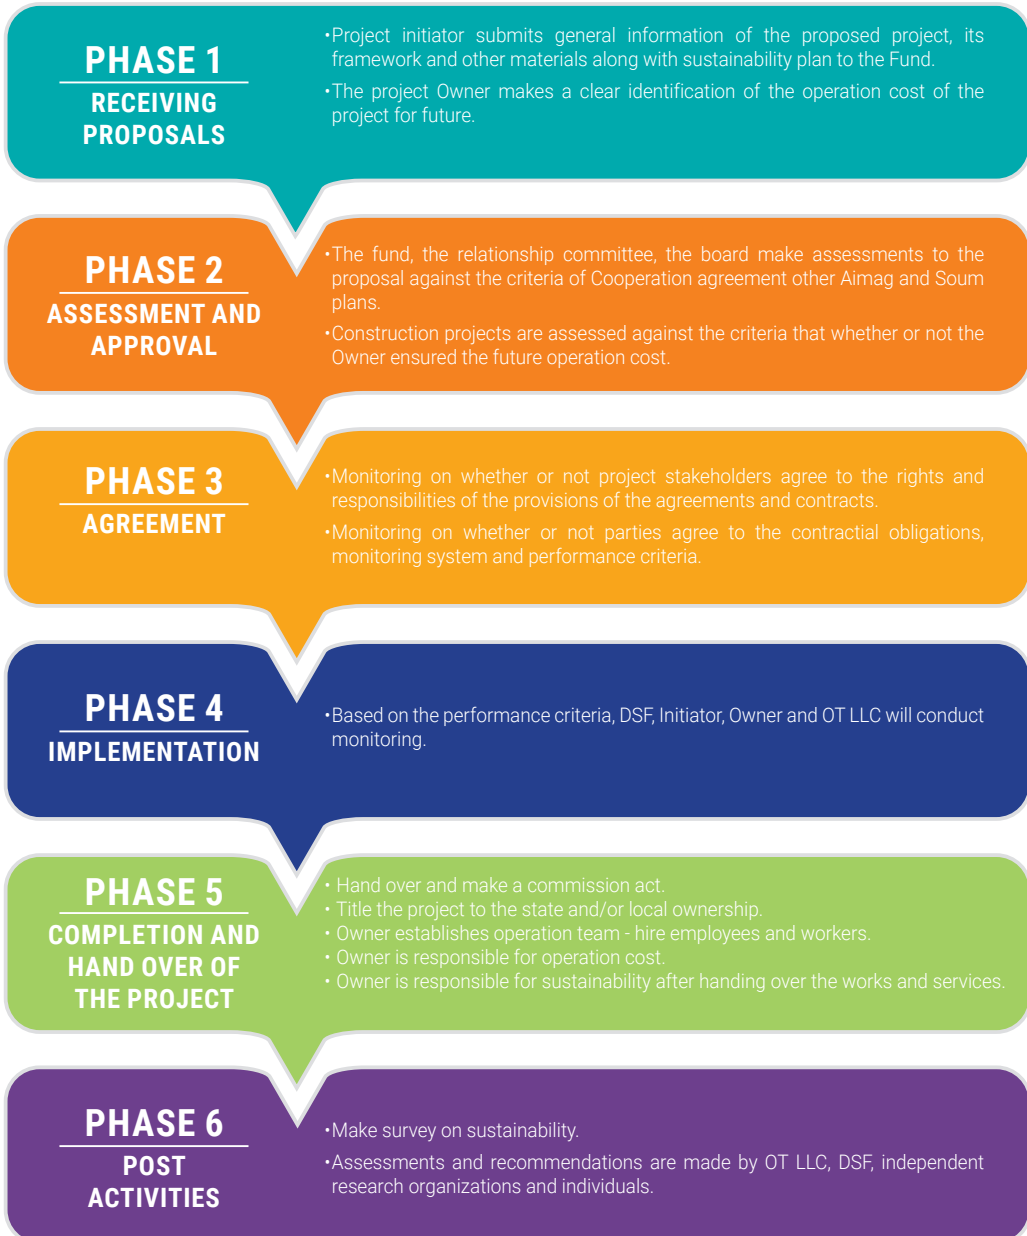 PHASE 1
RECEIVING
PROPOSALS
•Project initiator submits general information of the proposed project, its
framework and other materials along with sustainability plan to the Fund.
•The project Owner makes a clear identification of the operation cost of the
project for future.
PHASE 2
ASSESSMENT AND
APPROVAL
•The fund, the relationship committee, the board make assessments to the
proposal against the criteria of Cooperation agreement other Aimag and Soum
plans.
•Construction projects are assessed against the criteria that whether or not the
Owner ensured the future operation cost.
PHASE 3
AGREEMENT
•Monitoring on whether or not project stakeholders agree to the rights and
responsibilities of the provisions of the agreements and contracts.
•Monitoring on whether or not parties agree to the contractial obligations,
monitoring system and performance criteria.
PHASE 4
IMPLEMENTATION
•Based on the performance criteria, DSF, Initiator, Owner and OT LLC will conduct
monitoring.
PHASE 5
COMPLETION AND
HAND OVER OF
THE PROJECT
• Hand over and make a commission act.
• Title the project to the state and/or local ownership.
• Owner establishes operation team - hire employees and workers.
• Owner is responsible for operation cost.
• Owner is responsible for sustainability after handing over the works and services.
PHASE 6
POST
ACTIVITIES
•Make survey on sustainability.
•Assessments and recommendations are made by OT LLC, DSF, independent
research organizations and individuals.